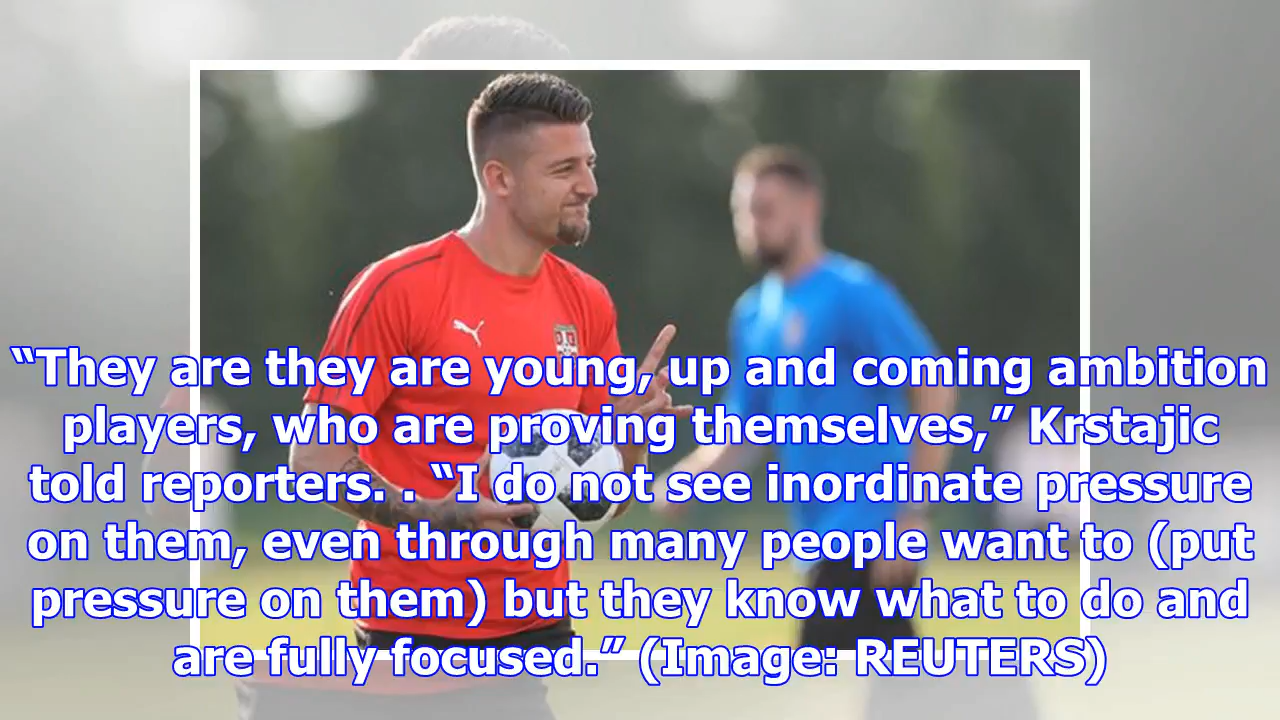 “They are they are young, up and coming ambition
players, who are proving themselves,” Krstajic
told reporters. . “I do not see inordinate pressure
on them, even through many people want to (put
pressure on them) but they know what to do and
are fully focused.” (Image: REUTERS)